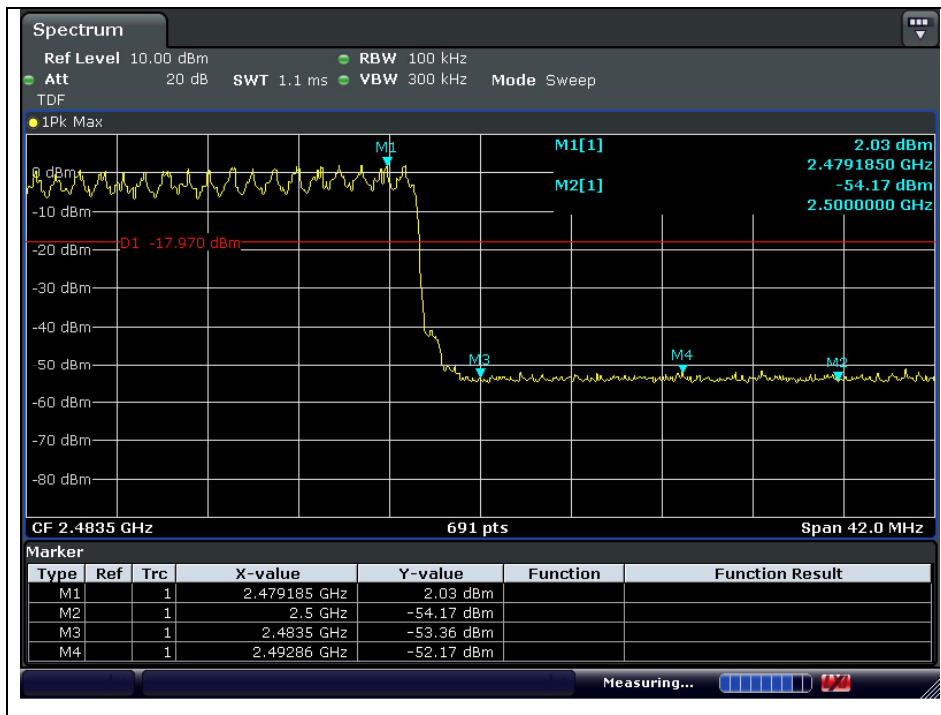 Spectrum
Ref Level 10.00 dBm RBW 100 kHz
Att 20 dB SWT 1.1 ms VBW 300 kHz Mode Sweep
TDF
1Pk Max
M1[1] 2.03 dBm
2.4791850 GHz
M2[1] -54.17 dBm
2.5000000 GHz
M1
0 dBm
-10 dBm
D1 -17.970 dBm
-20 dBm
-30 dBm
-40 dBm
M3 M4 M2
-50 dBm
-60 dBm
-70 dBm
-80 dBm
CF 2.4835 GHz 691 pts Span 42.0 MHz
Marker
Type Ref Trc X-value Y-value Function Function Result
M1 1 2.479185 GHz 2.03 dBm
M2 1 2.5 GHz -54.17 dBm
M3 1 2.4835 GHz -53.36 dBm
M4 1 2.49286 GHz -52.17 dBm
Measuring...